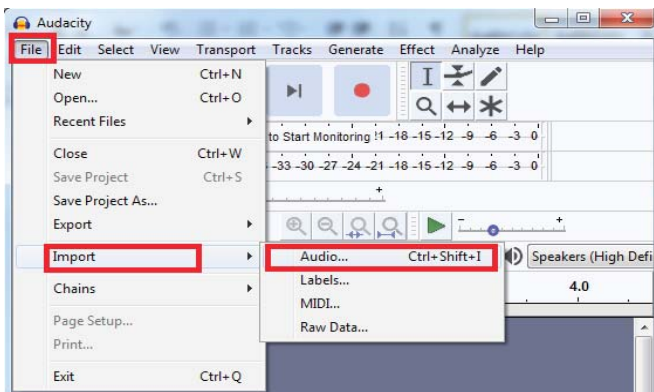 Audacity
File Edit Select View Transport Tracks Generate Effect Analyze Help
New Ctrl+N
Open... Ctrl+O
Recent Files
to Start Monitoring !1 -18 -15 -12 -9 -6 -3 0
Close Ctrl+W
-33 -30 -27 -24 -21 -18 -15 -12 -9 -6 -3 0
Save Project Ctrl+S
Save Project As...
Export
Import
Audio... Ctrl+Shift+I
Speakers (High Defi
Labels...
4.0
Chains
MIDI...
Page Setup...
Raw Data...
Print...
Exit Ctrl+Q